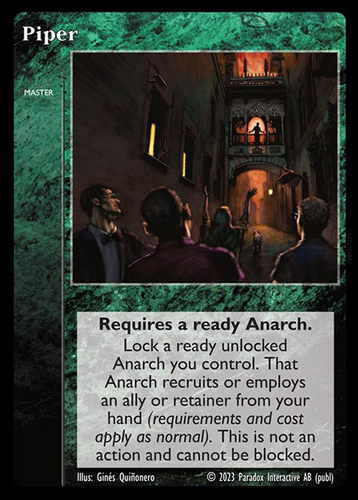 Piper
MASTER
Requires a ready Anarch.
Lock a ready unlocked
Anarch you control. That
Anarch recruits or employs
an ally or retainer from your
hand (requirements and cost
apply as normal). This is not an
action and cannot be blocked.
Illus: Ginés Quiñonero © 2023 Paradox Interactive AB (publ)